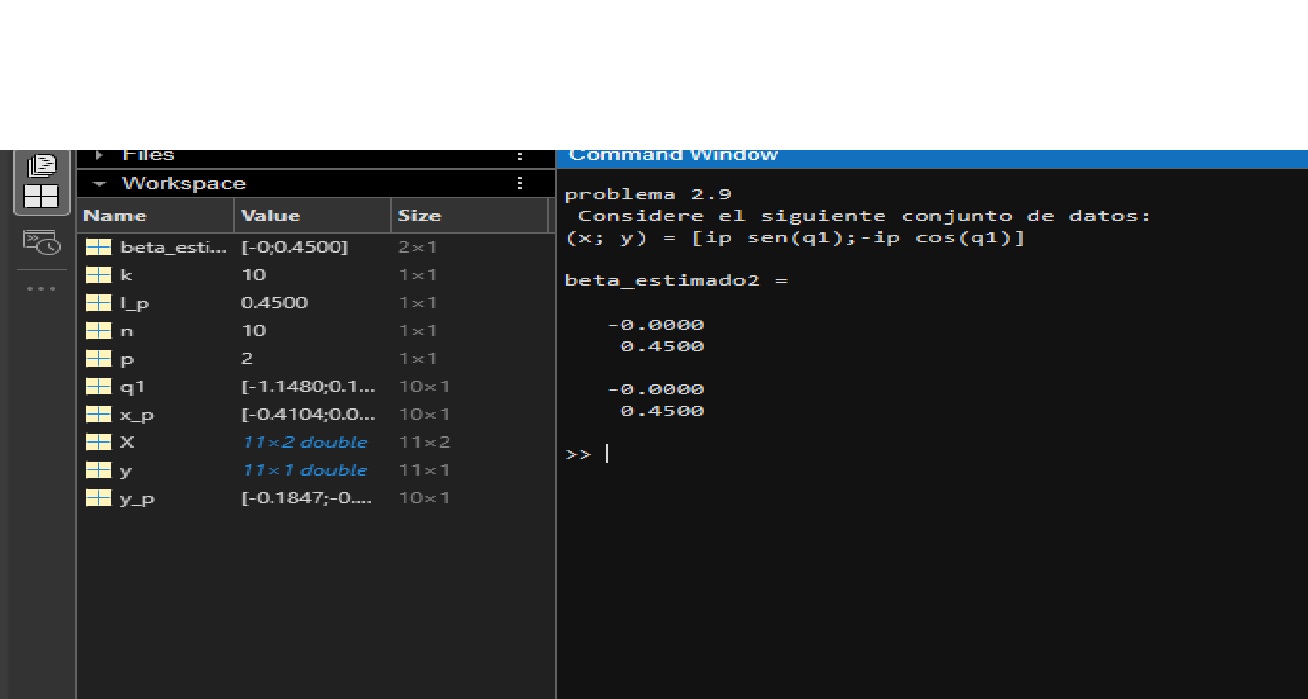 Files
Workspace
Name Value Size
beta_esti... [-0;0.4500] 2×1
k 10 1×1
l_p 0.4500 1×1
n 10 1×1
p 2 1×1
q1 [-1.1480;0.1... 10×1
x_p [-0.4104;0.0... 10×1
X 11×2 double 11×2
y 11×1 double 11×1
y_p [-0.1847;-0.... 10×1
Command Window
problema 2.9
Considere el siguiente conjunto de datos:
(x; y) = [ip sen(q1);-ip cos(q1)]
beta_estimado2 =
-0.0000
0.4500
-0.0000
0.4500
>>